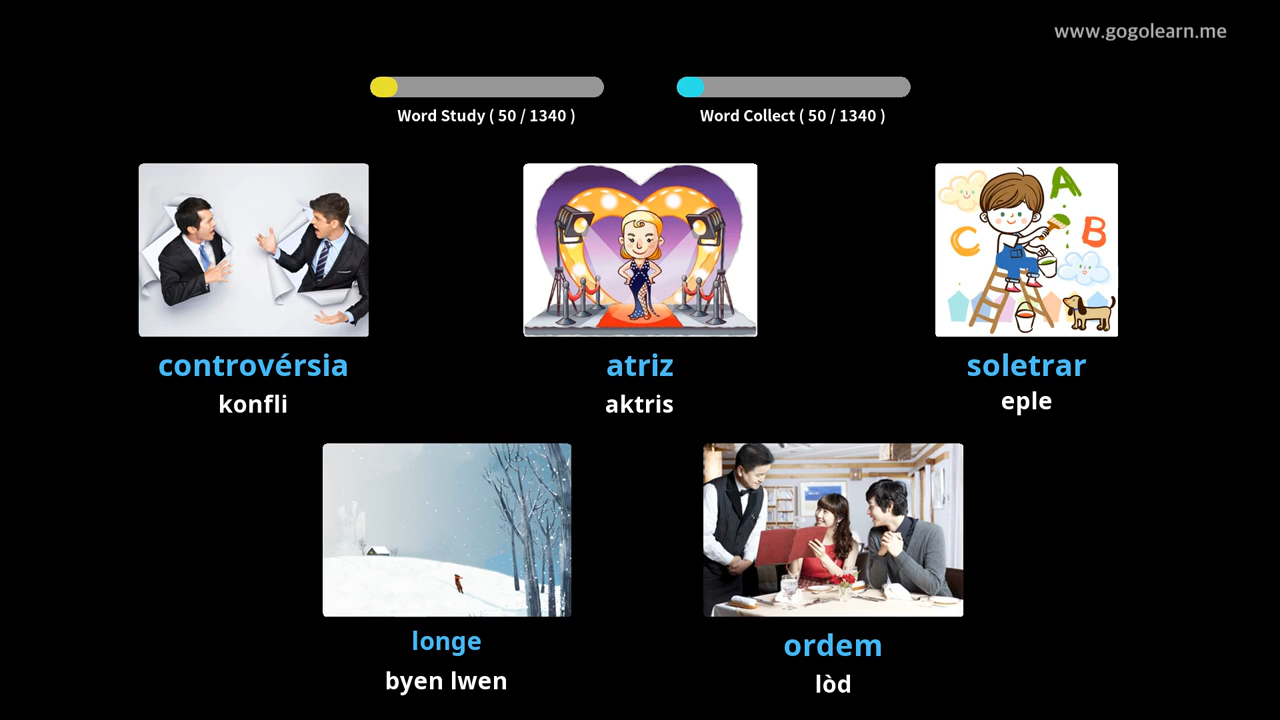 www.gogolearn.me
Word Study ( 50 / 1340 )
Word Collect ( 50 / 1340 )
controvérsia
konfli
atriz
aktris
soletrar
eple
A
B
C
longe
byen lwen
ordem
lòd